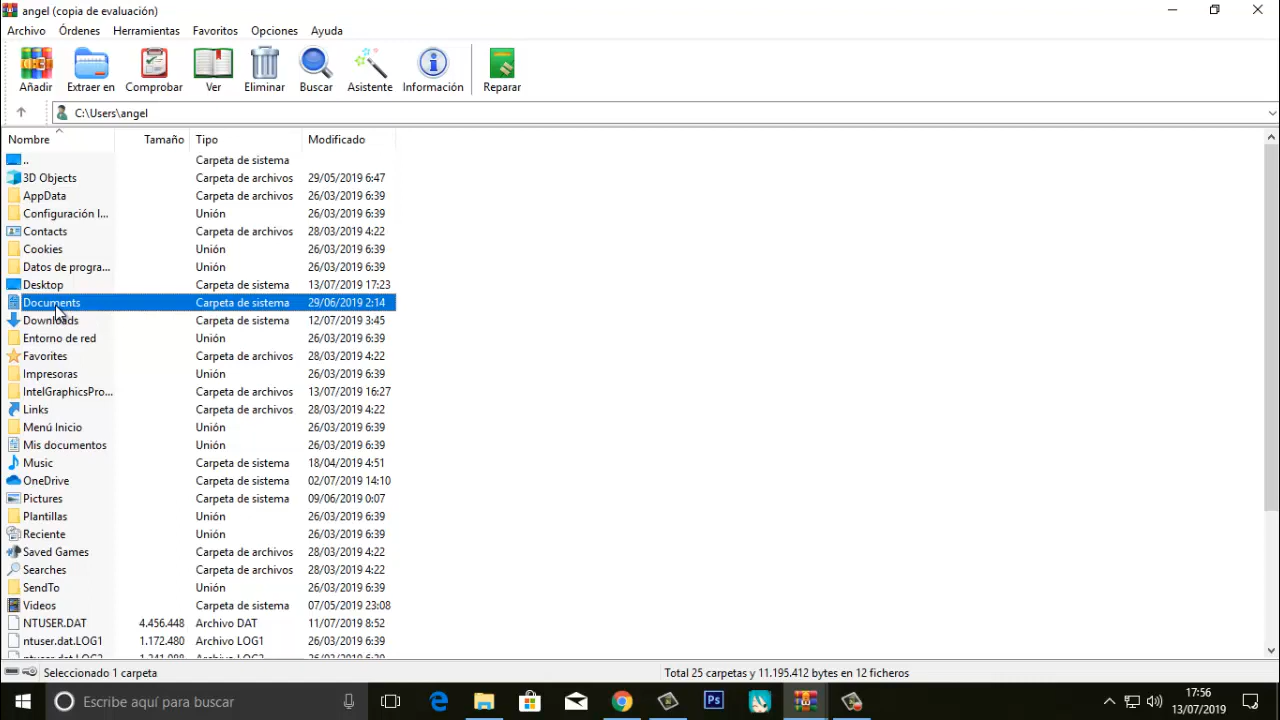 angel (copia de evaluación)
Archivo Órdenes Herramientas Favoritos Opciones Ayuda
Añadir Extraer en Comprobar Ver Eliminar Buscar Asistente Información Reparar
C:\Users\angel
Nombre Tamaño Tipo Modificado
.. Carpeta de sistema
3D Objects Carpeta de archivos 29/05/2019 6:47
AppData Carpeta de archivos 26/03/2019 6:39
Configuración l... Unión 26/03/2019 6:39
Contacts Carpeta de archivos 28/03/2019 4:22
Cookies Unión 26/03/2019 6:39
Datos de progra... Unión 26/03/2019 6:39
Desktop Carpeta de sistema 13/07/2019 17:23
Documents Carpeta de sistema 29/06/2019 2:14
Downloads Carpeta de sistema 12/07/2019 3:45
Entorno de red Unión 26/03/2019 6:39
Favorites Carpeta de archivos 28/03/2019 4:22
Impresoras Unión 26/03/2019 6:39
IntelGraphicsPro... Carpeta de archivos 13/07/2019 16:27
Links Carpeta de archivos 28/03/2019 4:22
Menú Inicio Unión 26/03/2019 6:39
Mis documentos Unión 26/03/2019 6:39
Music Carpeta de sistema 18/04/2019 4:51
OneDrive Carpeta de sistema 02/07/2019 14:10
Pictures Carpeta de sistema 09/06/2019 0:07
Plantillas Unión 26/03/2019 6:39
Reciente Unión 26/03/2019 6:39
Saved Games Carpeta de archivos 28/03/2019 4:22
Searches Carpeta de archivos 28/03/2019 4:22
SendTo Unión 26/03/2019 6:39
Videos Carpeta de sistema 07/05/2019 23:08
NTUSER.DAT 4.456.448 Archivo DAT 11/07/2019 8:52
ntuser.dat.LOG1 1.172.480 Archivo LOG1 26/03/2019 6:39
Seleccionado 1 carpeta Total 25 carpetas y 11.195.412 bytes en 12 ficheros
Escribe aquí para buscar Ps 17:56
13/07/2019